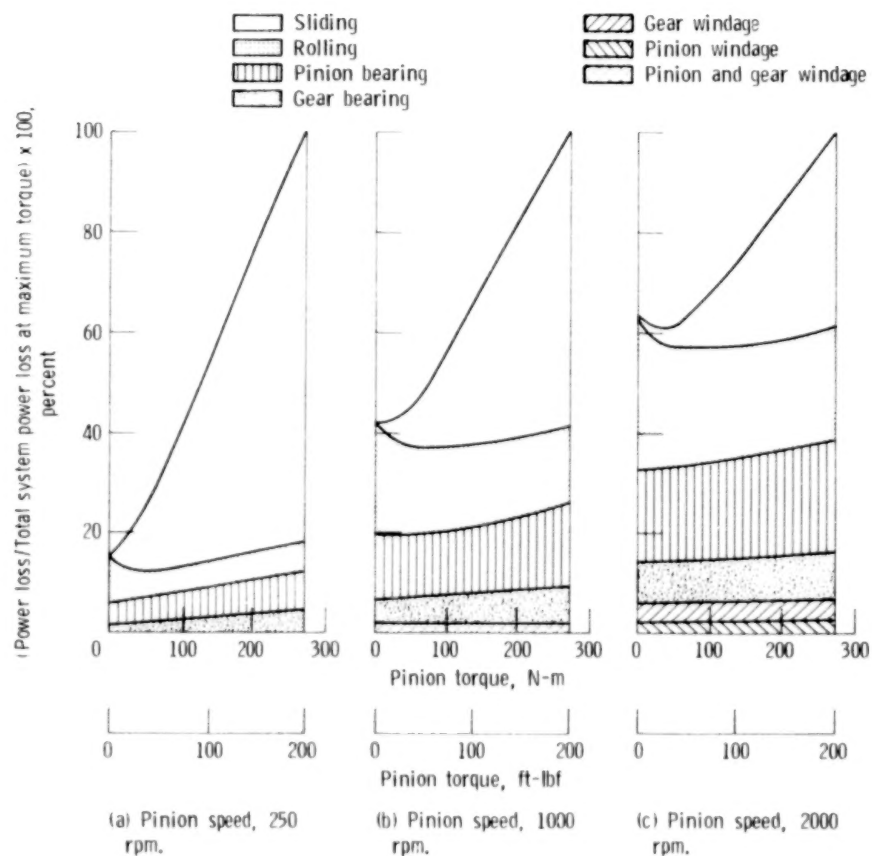 Sliding
Rolling
Pinion bearing
Gear bearing
Gear windage
Pinion windage
Pinion and gear windage
(Power loss/Total system power loss at maximum torque) x 100,
percent
100
80
60
40
20
0 100 200 300
0 100 200 300
0 100 200 300
Pinion torque, N-m
0 100 200
0 100 200
0 100 200
Pinion torque, ft-lbf
(a) Pinion speed, 250
rpm.
(b) Pinion speed, 1000
rpm.
(c) Pinion speed, 2000
rpm.